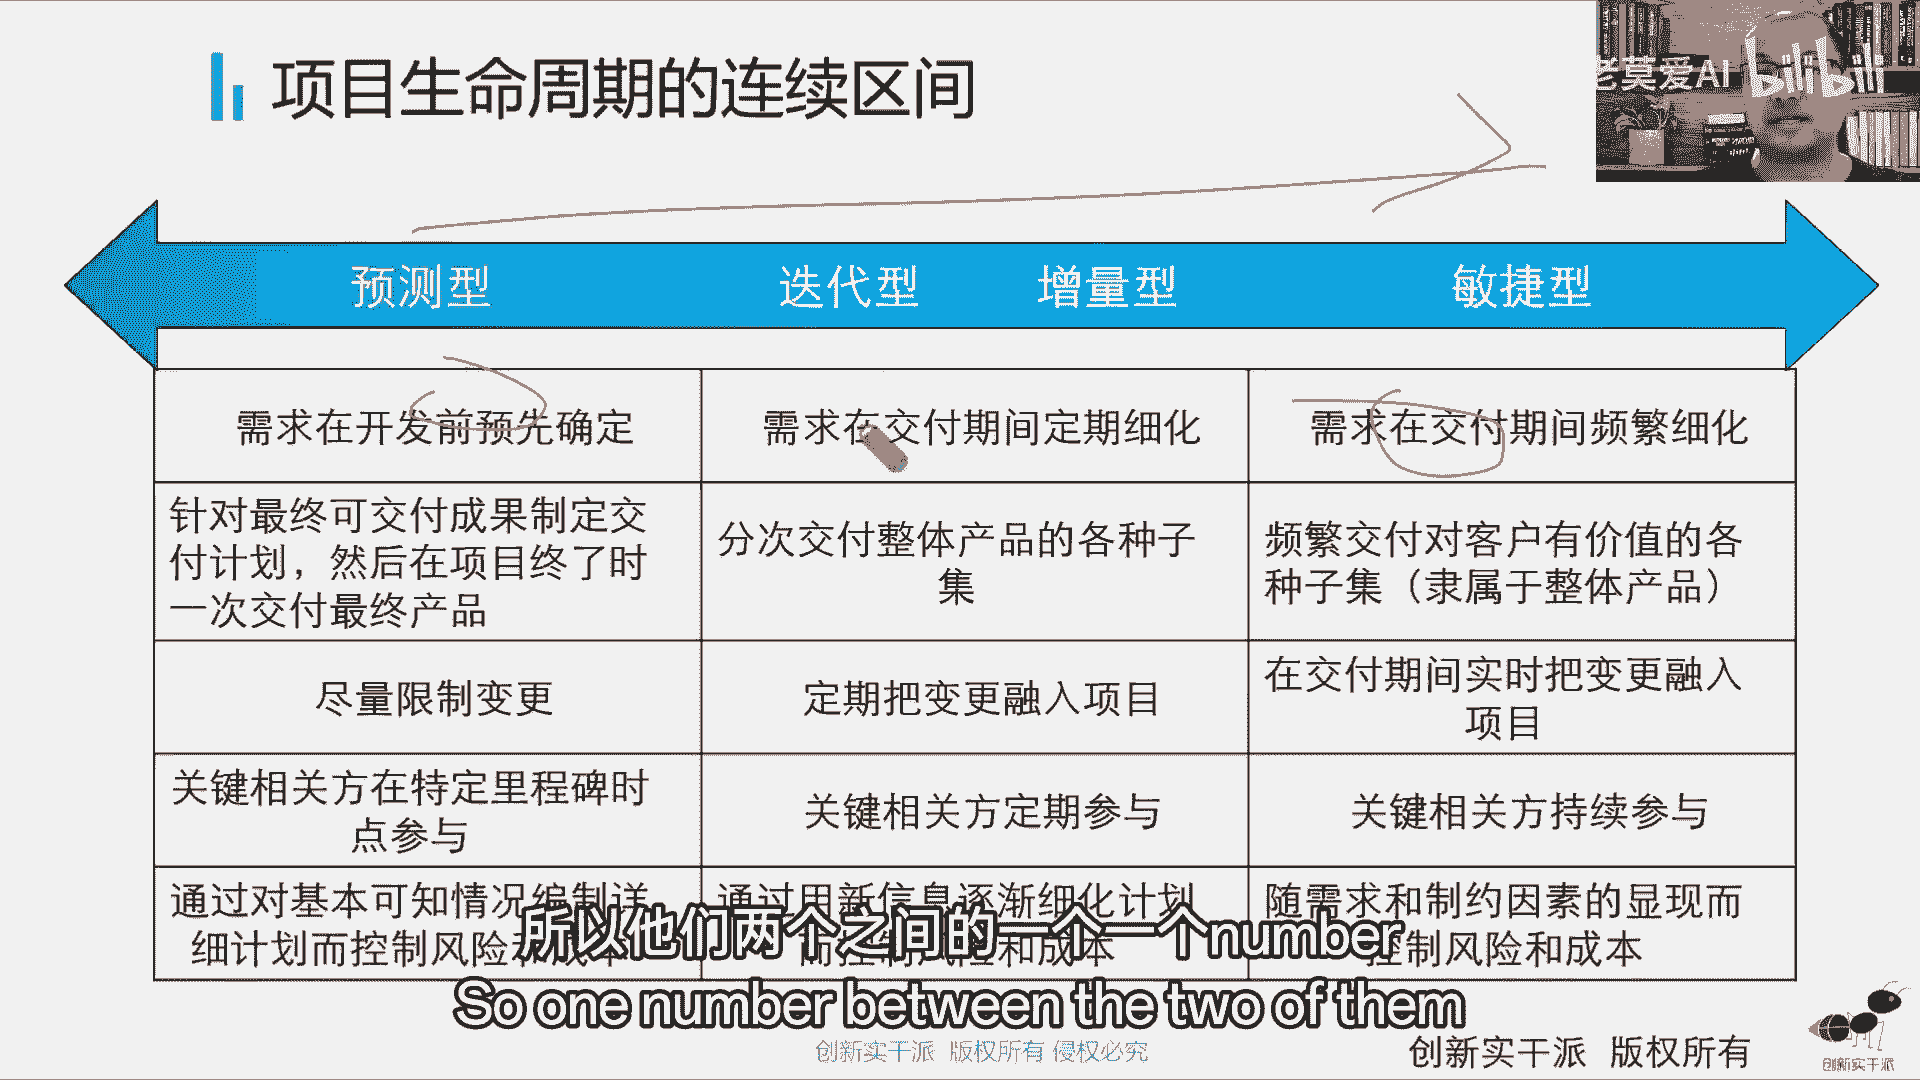 项目生命周期的连续区间
老莫爱AI bilibili
预测型 迭代型 增量型 敏捷型
需求在开发前预先确定
需求在交付期间定期细化
需求在交付期间频繁细化
针对最终可交付成果制定交
付计划，然后在项目终了时
一次交付最终产品
分次交付整体产品的各种子
集
频繁交付对客户有价值的各
种子集（隶属于整体产品）
尽量限制变更
定期把变更融入项目
在交付期间实时把变更融入
项目
关键相关方在特定里程碑时
点参与
关键相关方定期参与
关键相关方持续参与
通过对基本可知情况编制详
细计划而控制风险和成本
通过用新信息逐渐细化计划
而控制风险和成本
随需求和制约因素的显现而
控制风险和成本
所以他们两个之间的一个一个number
So one number between the two of them
创新实干派 版权所有 侵权必究
创新实干派 版权所有
创新实干派